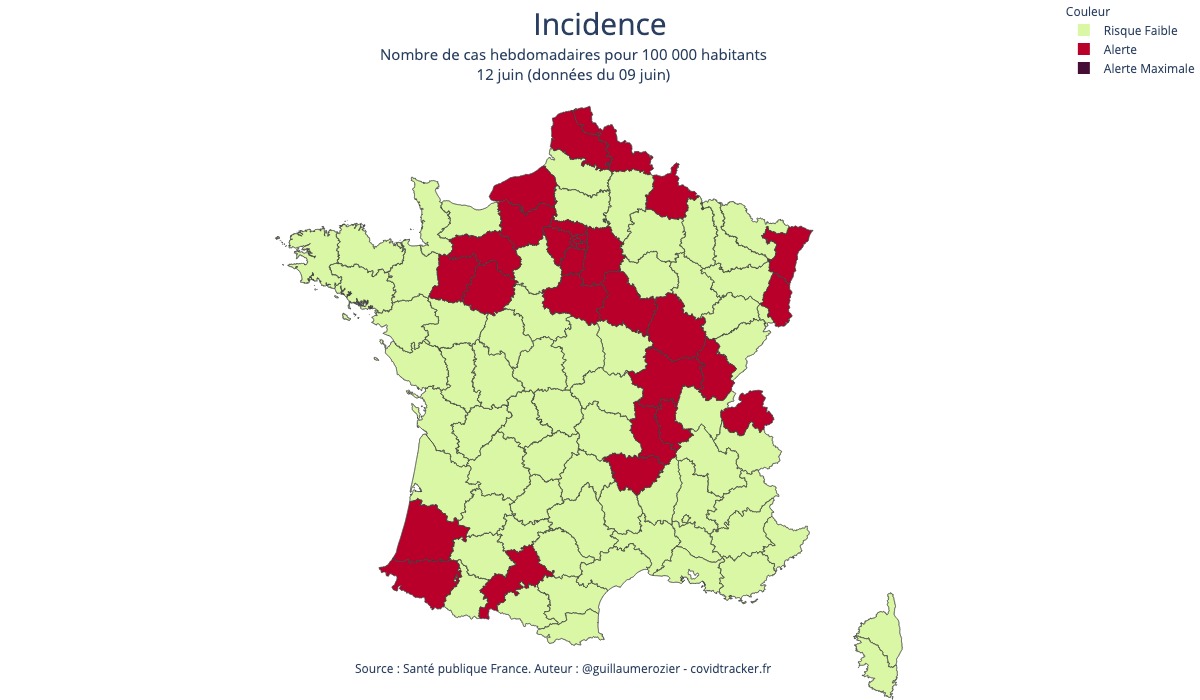 Incidence
Nombre de cas hebdomadaires pour 100 000 habitants
12 juin (données du 09 juin)
Couleur
Risque Faible
Alerte
Alerte Maximale
Source : Santé publique France. Auteur : @guillaumerozier - covidtracker.fr